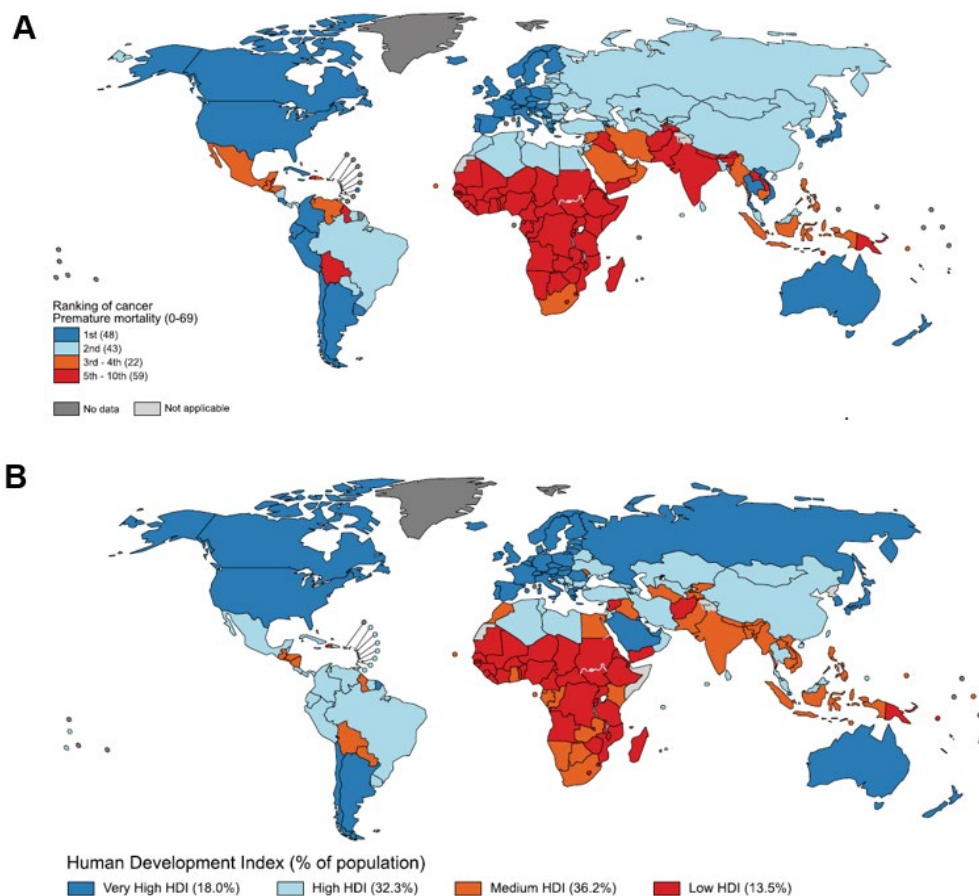 A
Ranking of cancer
Premature mortality (0-69)
1st (48)
2nd (43)
3rd - 4th (22)
5th - 10th (59)
No data
Not applicable
B
Human Development Index (% of population)
Very High HDI (18.0%)
High HDI (32.3%)
Medium HDI (36.2%)
Low HDI (13.5%)